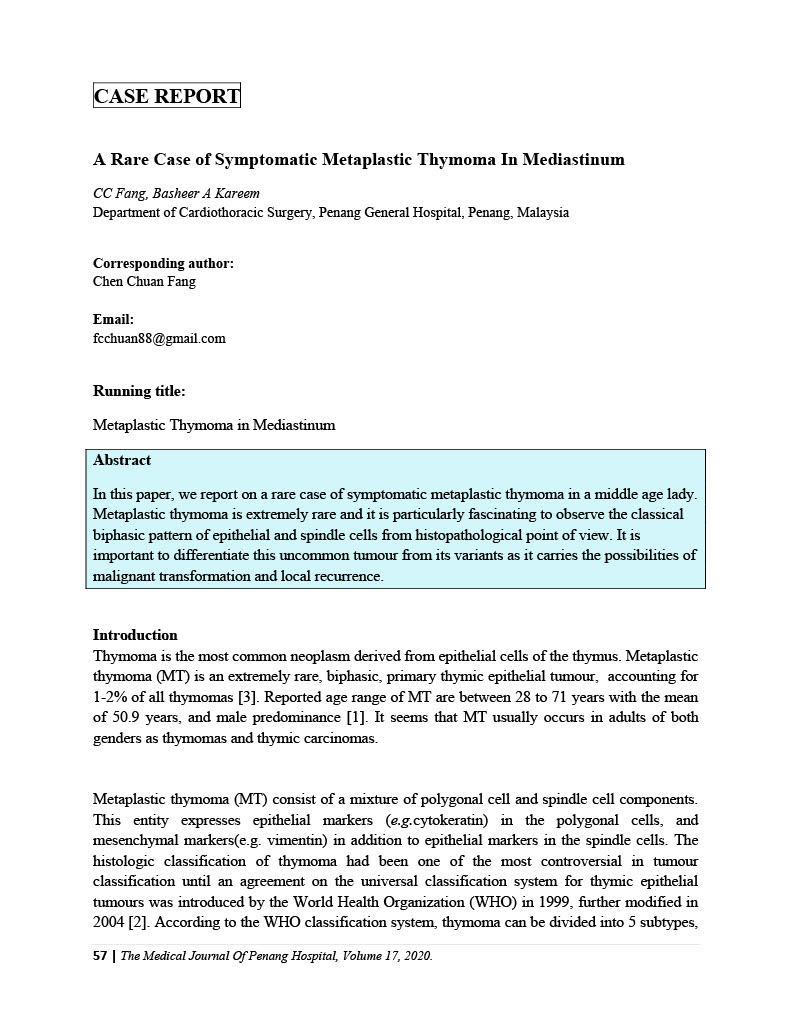 CASE REPORT
A Rare Case of Symptomatic Metaplastic Thymoma In Mediastinum
CC Fang, Basheer A Kareem
Department of Cardiothoracic Surgery, Penang General Hospital, Penang, Malaysia
Corresponding author:
Chen Chuan Fang
Email:
fcchuan88@gmail.com
Running title:
Metaplastic Thymoma in Mediastinum
Abstract
In this paper, we report on a rare case of symptomatic metaplastic thymoma in a middle age lady.
Metaplastic thymoma is extremely rare and it is particularly fascinating to observe the classical
biphasic pattern of epithelial and spindle cells from histopathological point of view. It is
important to differentiate this uncommon tumour from its variants as it carries the possibilities of
malignant transformation and local recurrence.
Introduction
Thymoma is the most common neoplasm derived from epithelial cells of the thymus. Metaplastic
thymoma (MT) is an extremely rare, biphasic, primary thymic epithelial tumour, accounting for
1-2% of all thymomas [3]. Reported age range of MT are between 28 to 71 years with the mean
of 50.9 years, and male predominance [1]. It seems that MT usually occurs in adults of both
genders as thymomas and thymic carcinomas.
Metaplastic thymoma (MT) consist of a mixture of polygonal cell and spindle cell components.
This entity expresses epithelial markers (e.g.cytokeratin) in the polygonal cells, and
mesenchymal markers(e.g. vimentin) in addition to epithelial markers in the spindle cells. The
histologic classification of thymoma had been one of the most controversial in tumour
classification until an agreement on the universal classification system for thymic epithelial
tumours was introduced by the World Health Organization (WHO) in 1999, further modified in
2004 [2]. According to the WHO classification system, thymoma can be divided into 5 subtypes,
57 | The Medical Journal Of Penang Hospital, Volume 17, 2020.